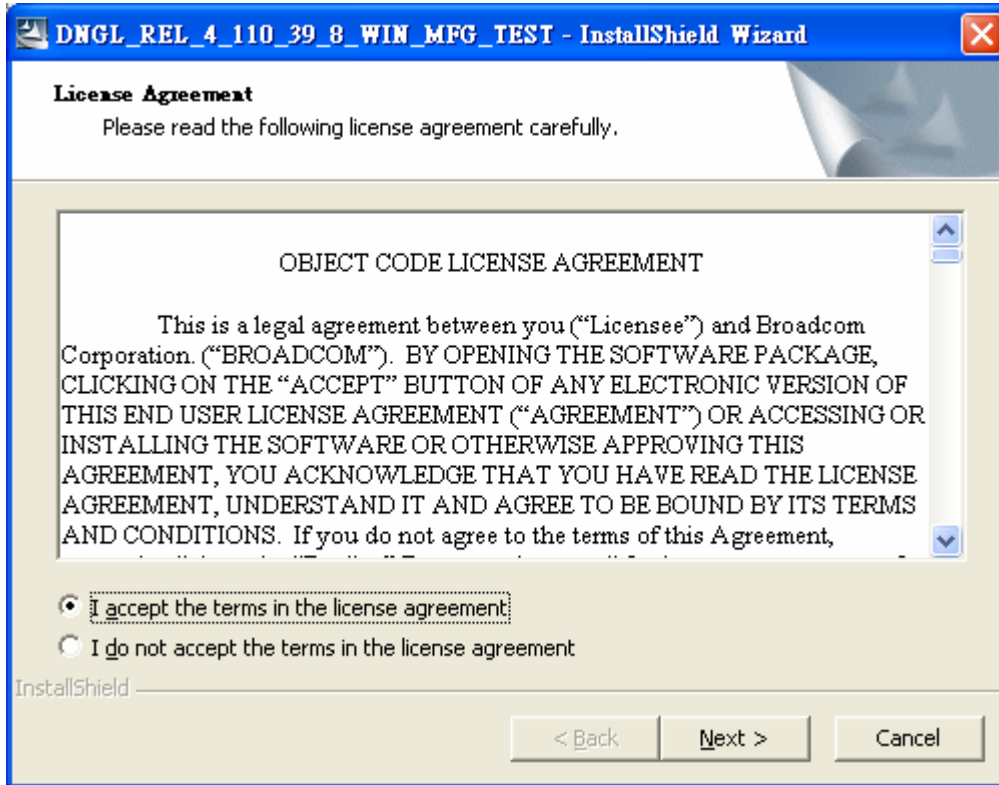 DNGL_REL_4_110_39_8_WIN_MFG_TEST - InstallShield Wizard
License Agreement
Please read the following license agreement carefully.
OBJECT CODE LICENSE AGREEMENT
This is a legal agreement between you (“Licensee”) and Broadcom
Corporation. (“BROADCOM”).  BY OPENING THE SOFTWARE PACKAGE,
CLICKING ON THE “ACCEPT” BUTTON OF ANY ELECTRONIC VERSION OF
THIS END USER LICENSE AGREEMENT (“AGREEMENT”) OR ACCESSING OR
INSTALLING THE SOFTWARE OR OTHERWISE APPROVING THIS
AGREEMENT, YOU ACKNOWLEDGE THAT YOU HAVE READ THE LICENSE
AGREEMENT, UNDERSTAND IT AND AGREE TO BE BOUND BY ITS TERMS
AND CONDITIONS.  If you do not agree to the terms of this Agreement,
I accept the terms in the license agreement
I do not accept the terms in the license agreement
InstallShield
< Back
Next >
Cancel